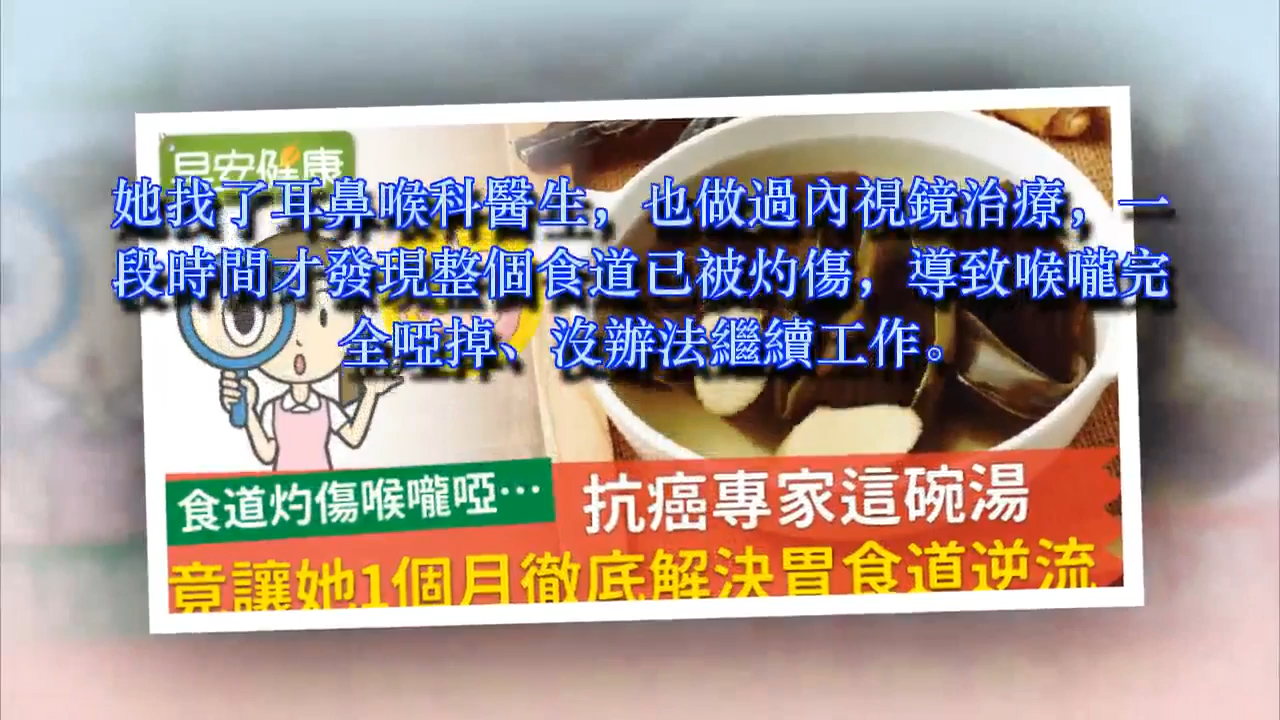 早安健康
她找了耳鼻喉科醫生，也做過內視鏡治療，一
段時間才發現整個食道已被灼傷，導致喉嚨完
全啞掉、沒辦法繼續工作。
食道灼傷喉嚨啞…
抗癌專家這碗湯
竟讓她1個月徹底解決胃食道逆流